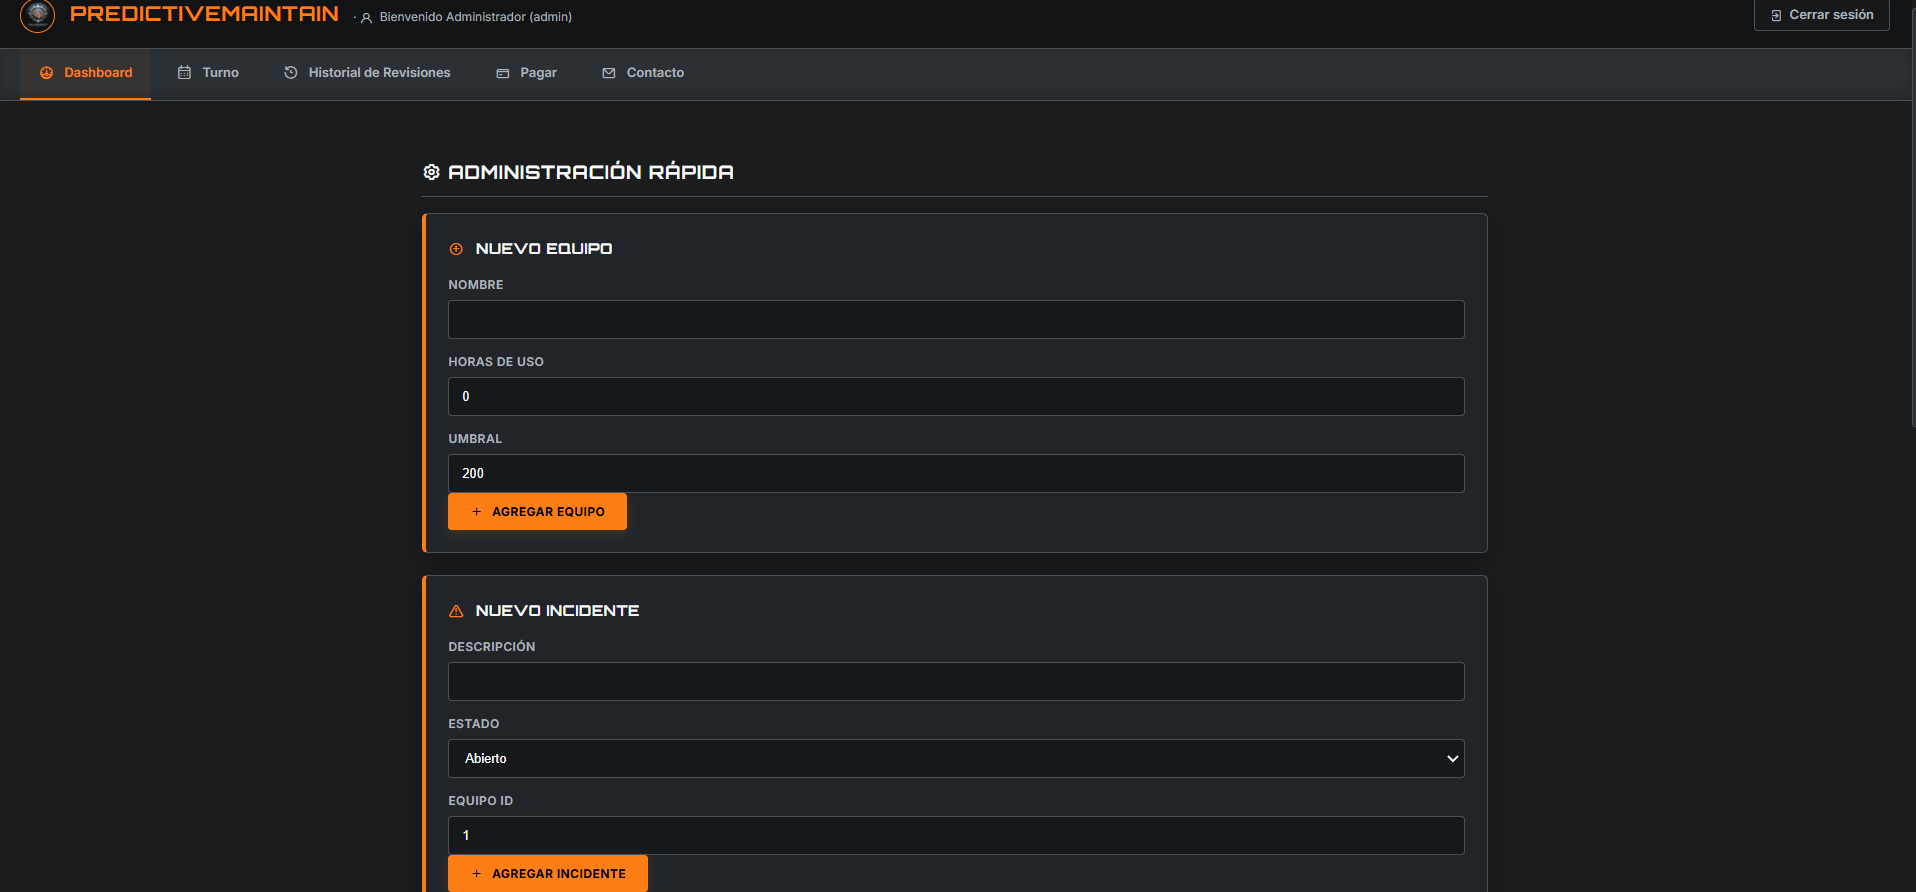 PREDICTIVEMAINTAIN · Bienvenido Administrador (admin) Cerrar sesión
Dashboard Turno Historial de Revisiones Pagar Contacto
ADMINISTRACIÓN RÁPIDA
NUEVO EQUIPO
NOMBRE
HORAS DE USO
0
UMBRAL
200
+ AGREGAR EQUIPO
NUEVO INCIDENTE
DESCRIPCIÓN
ESTADO
Abierto
EQUIPO ID
1
+ AGREGAR INCIDENTE